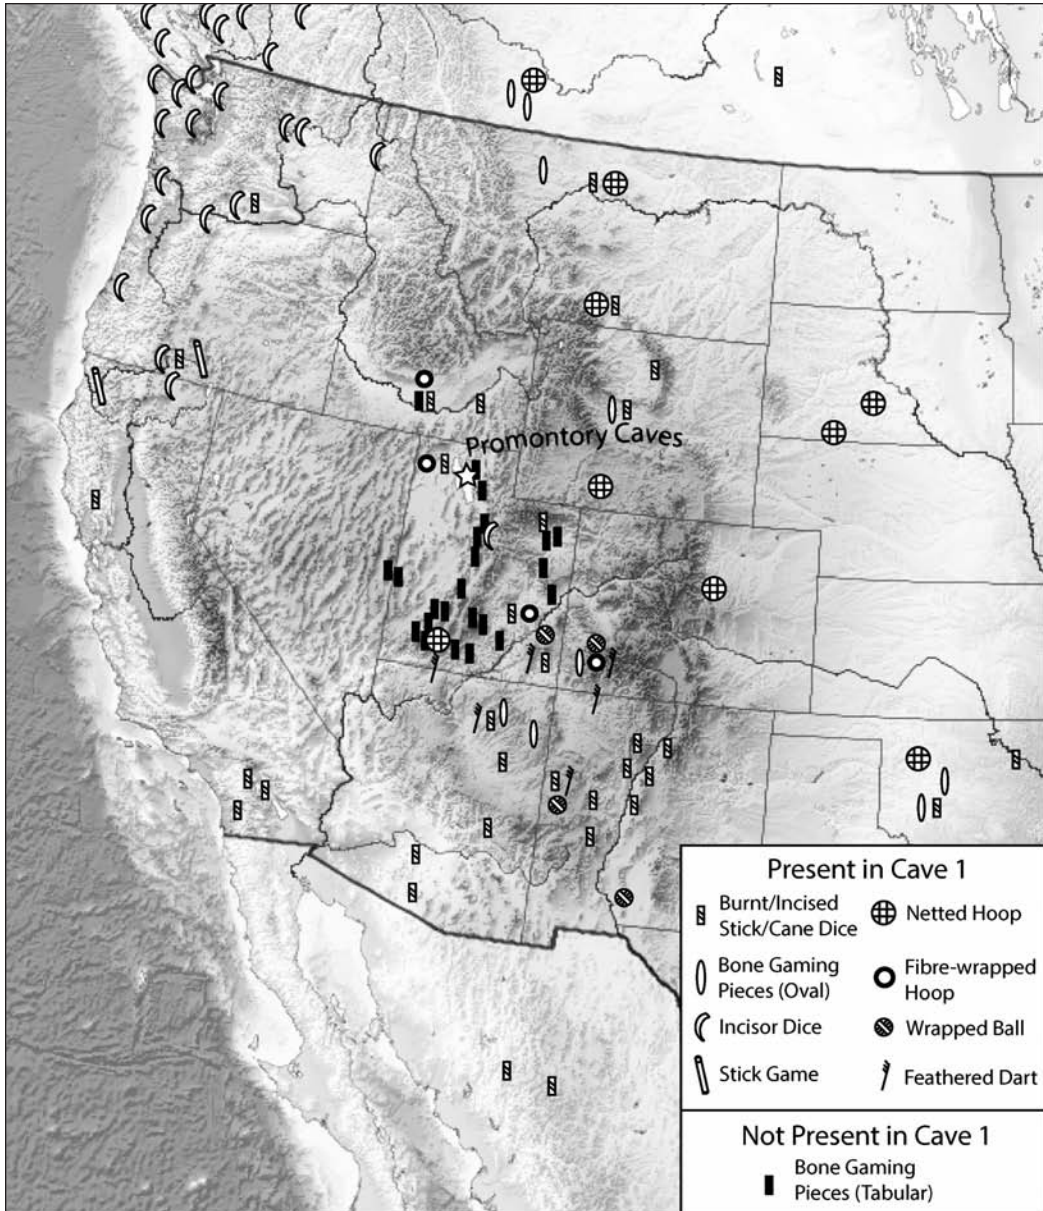 Promontory Caves
Present in Cave 1
Burnt/Incised
Stick/Cane Dice
Netted Hoop
Bone Gaming
Pieces (Oval)
Fibre-wrapped
Hoop
Incisor Dice
Wrapped Ball
Stick Game
Feathered Dart
Not Present in Cave 1
Bone Gaming
Pieces (Tabular)